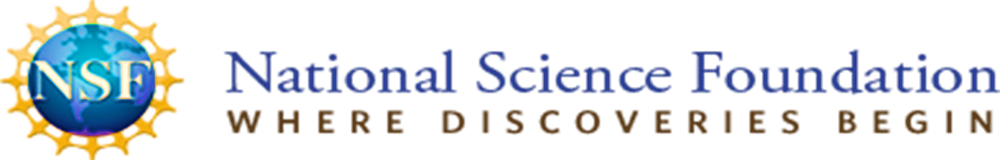 NSF
National Science Foundation
WHERE DISCOVERIES BEGIN